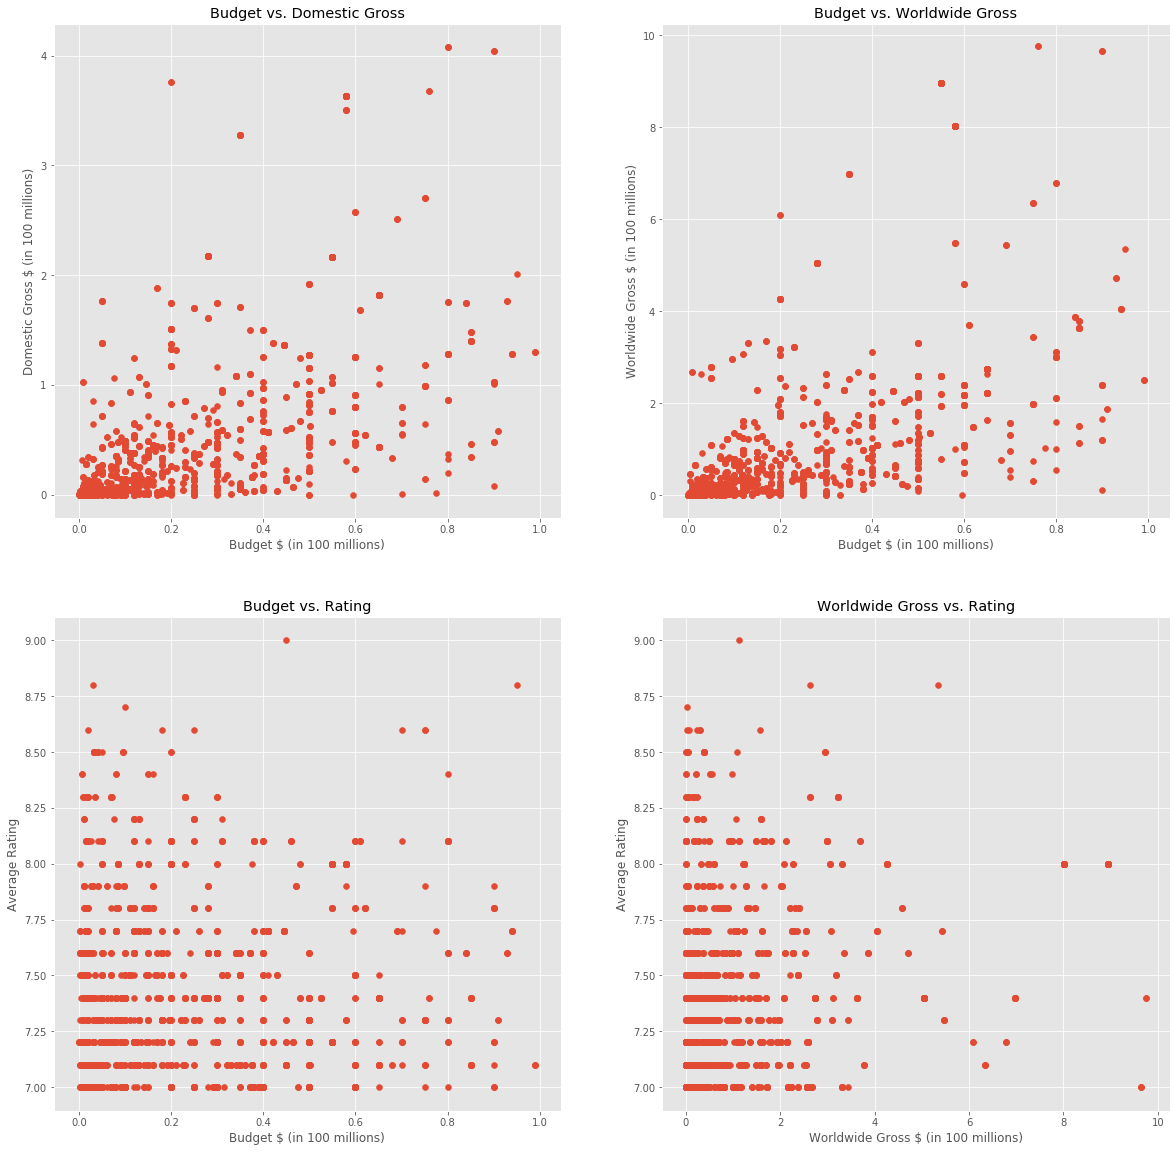 Budget vs. Domestic Gross
Domestic Gross $ (in 100 millions)
4
3
2
1
0
0.0 0.2 0.4 0.6 0.8 1.0
Budget $ (in 100 millions)
Budget vs. Worldwide Gross
Worldwide Gross $ (in 100 millions)
10
8
6
4
2
0
0.0 0.2 0.4 0.6 0.8 1.0
Budget $ (in 100 millions)
Budget vs. Rating
Average Rating
9.00
8.75
8.50
8.25
8.00
7.75
7.50
7.25
7.00
0.0 0.2 0.4 0.6 0.8 1.0
Budget $ (in 100 millions)
Worldwide Gross vs. Rating
Average Rating
9.00
8.75
8.50
8.25
8.00
7.75
7.50
7.25
7.00
0 2 4 6 8 10
Worldwide Gross $ (in 100 millions)